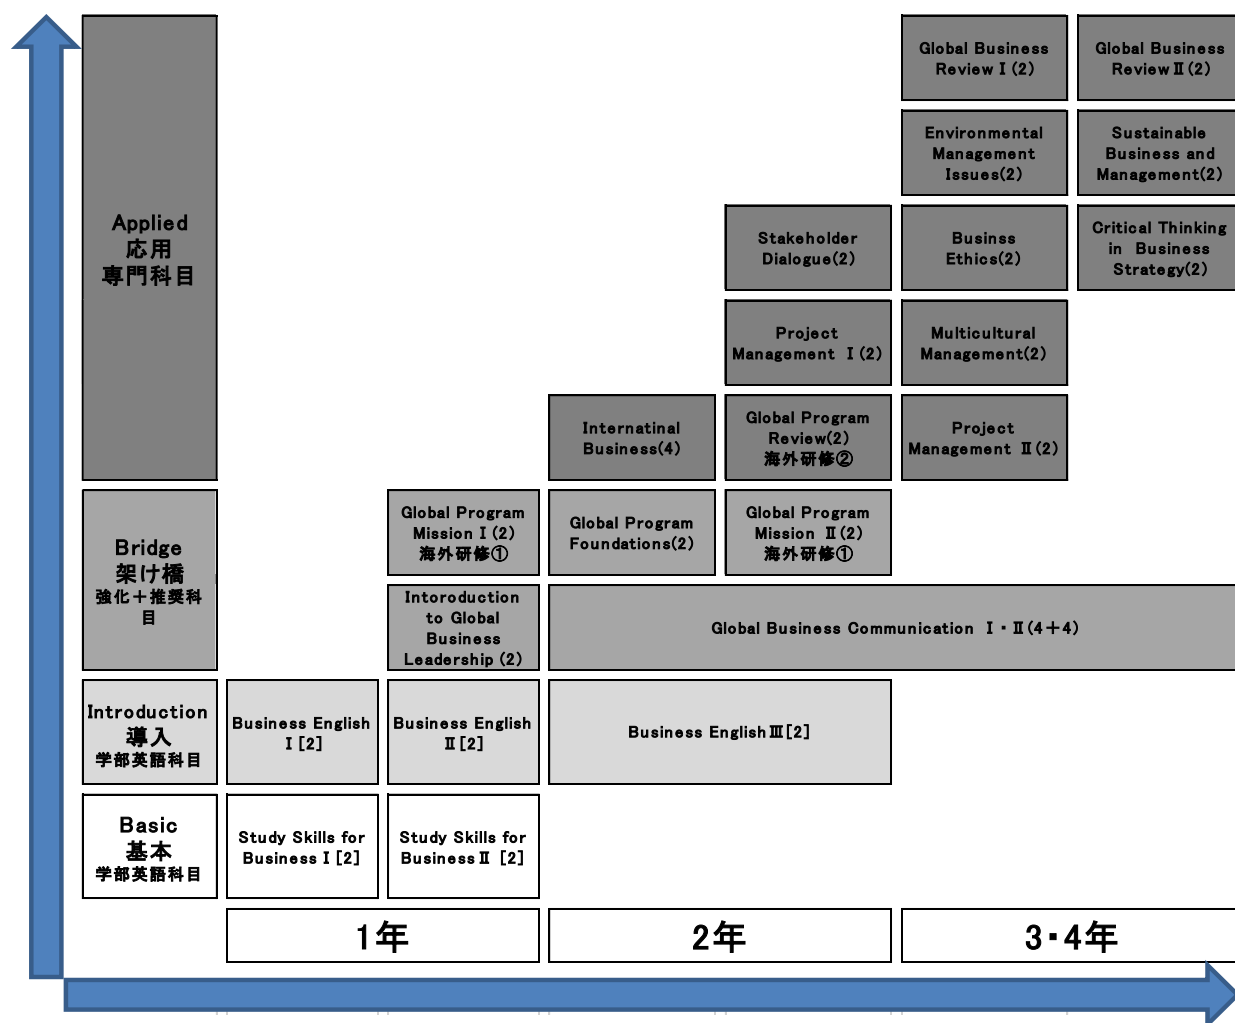 Global Business
Review Ⅰ(2)
Global Business
Review Ⅱ(2)
Environmental
Management
Issues(2)
Sustainable
Business and
Management(2)
Applied
応用
専門科目
Stakeholder
Dialogue(2)
Businss
Ethics(2)
Critical Thinking
in Business
Strategy(2)
Project
Management Ⅰ(2)
Multicultural
Management(2)
Internatinal
Business(4)
Global Program
Review(2)
海外研修②
Project
Management Ⅱ(2)
Bridge
架け橋
強化＋推奨科
目
Global Program
Mission Ⅰ(2)
海外研修①
Global Program
Foundations(2)
Global Program
Mission Ⅱ(2)
海外研修①
Intoroduction
to Global
Business
Leadership (2)
Global Business Communication Ⅰ・Ⅱ(4＋4)
Introduction
導入
学部英語科目
Business English
Ⅰ[2]
Business English
Ⅱ[2]
Business EnglishⅢ[2]
Basic
基本
学部英語科目
Study Skills for
Business Ⅰ[2]
Study Skills for
Business Ⅱ [2]
1年
2年
3・4年